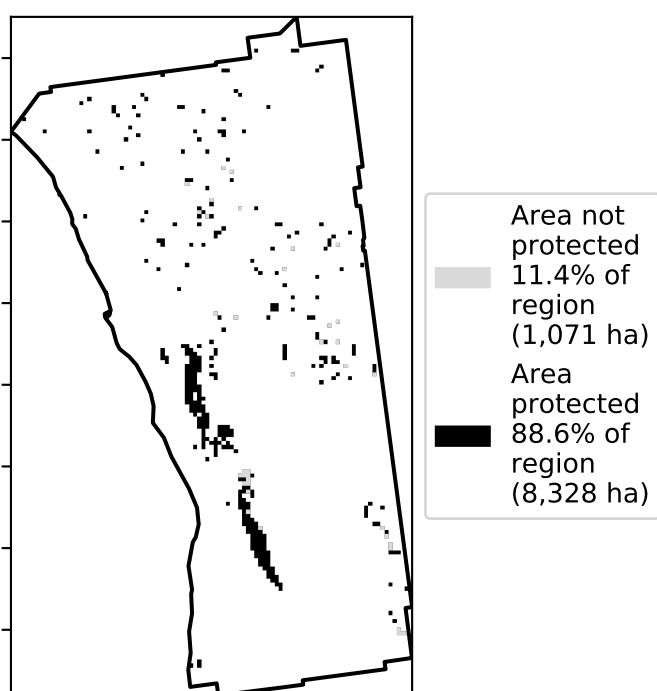 Area not
protected
11.4% of
region
(1,071 ha)
Area
protected
88.6% of
region
(8,328 ha)